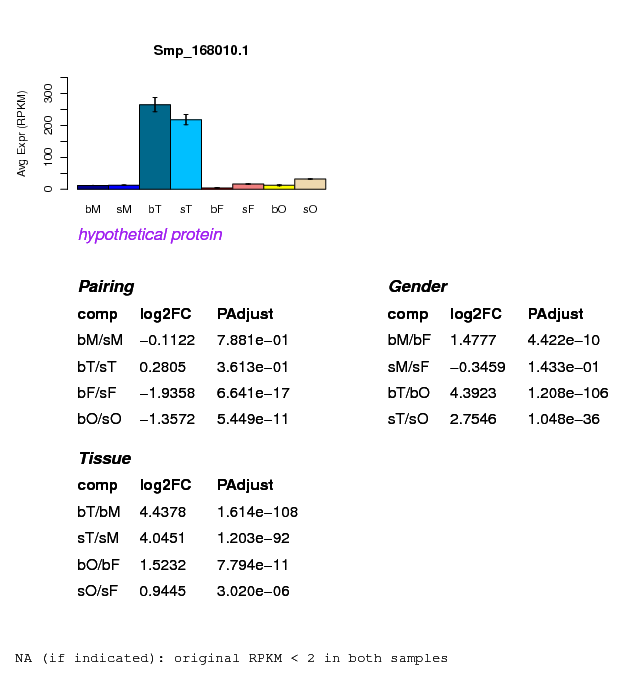 Smp_168010.1
Avg Expr (RPKM)
0 100 200 300
bM sM bT sT bF sF bO sO
hypothetical protein
Pairing
comp log2FC PAdjust
bM/sM −0.1122 7.881e−01
bT/sT 0.2805 3.613e−01
bF/sF −1.9358 6.641e−17
bO/sO −1.3572 5.449e−11
Gender
comp log2FC PAdjust
bM/bF 1.4777 4.422e−10
sM/sF −0.3459 1.433e−01
bT/bO 4.3923 1.208e−106
sT/sO 2.7546 1.048e−36
Tissue
comp log2FC PAdjust
bT/bM 4.4378 1.614e−108
sT/sM 4.0451 1.203e−92
bO/bF 1.5232 7.794e−11
sO/sF 0.9445 3.020e−06
NA (if indicated): original RPKM < 2 in both samples